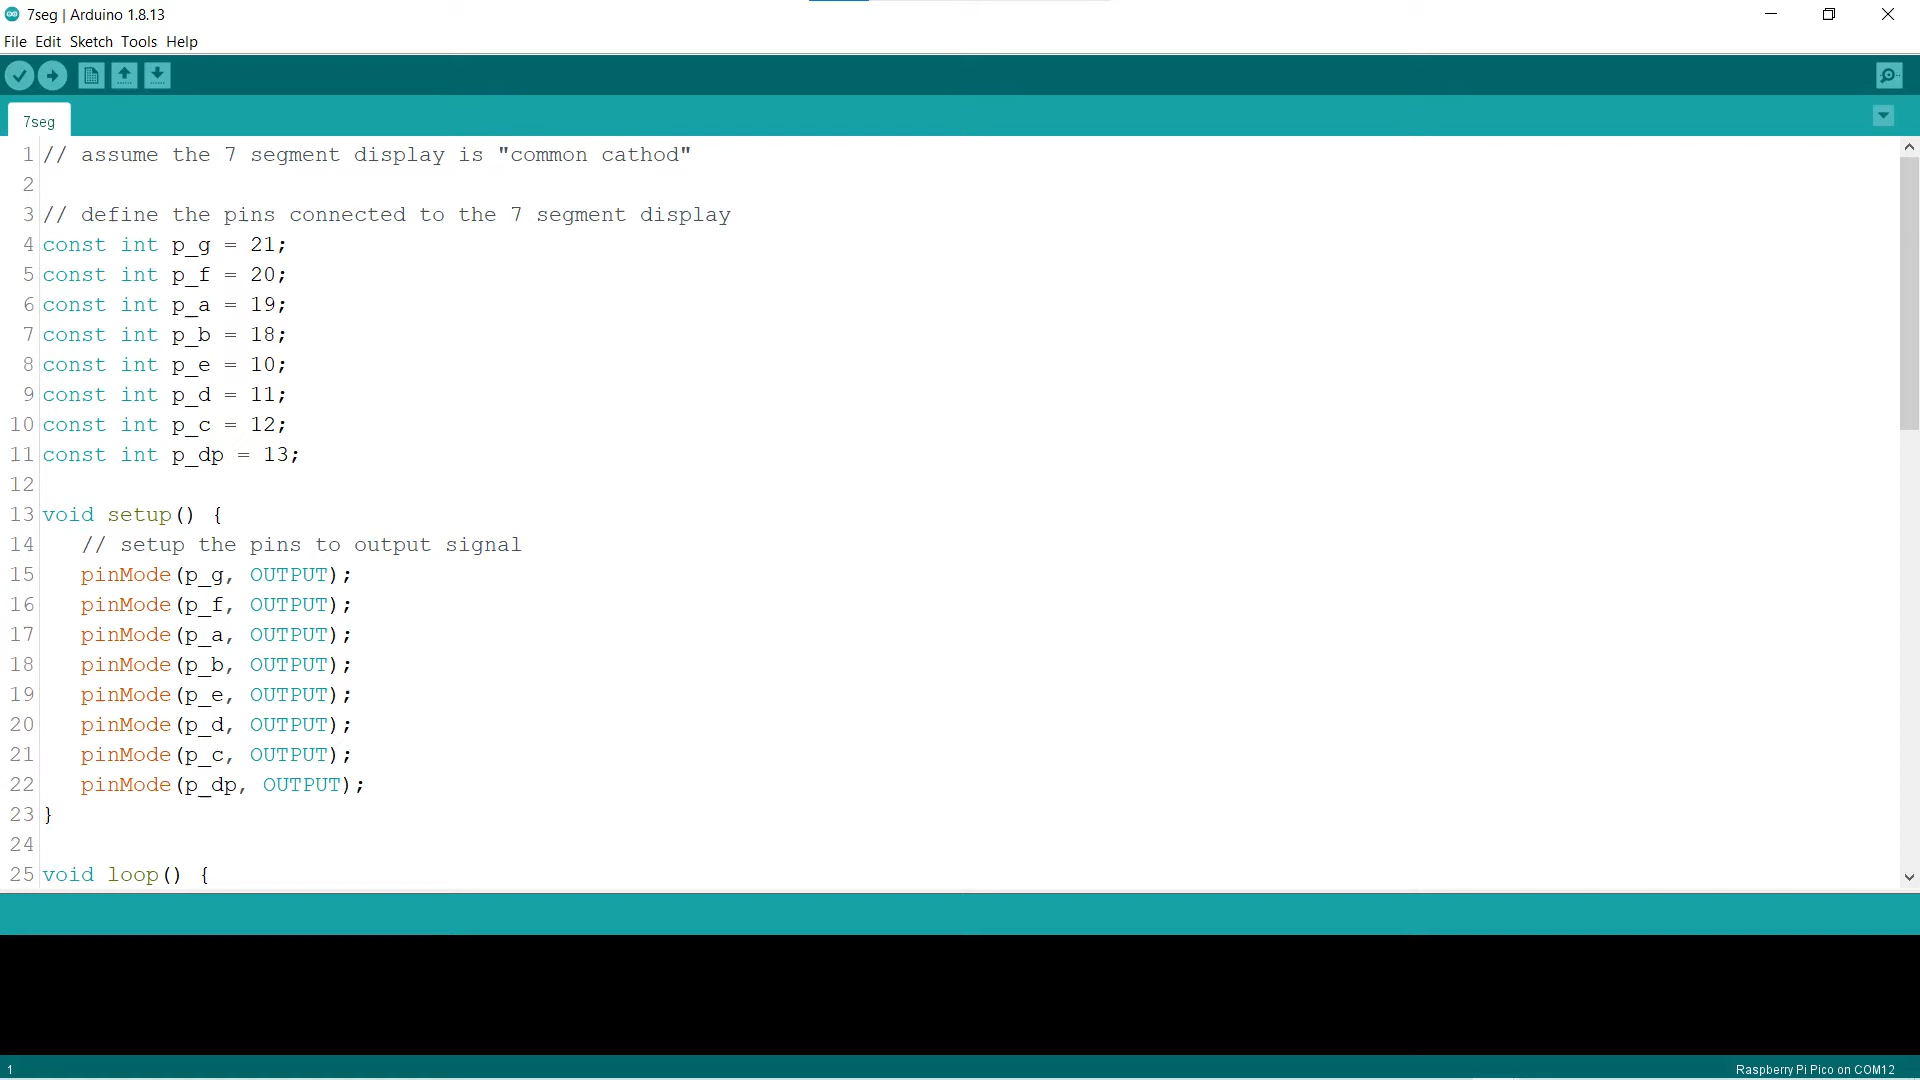 7seg | Arduino 1.8.13
File Edit Sketch Tools Help
7seg
1 // assume the 7 segment display is "common cathod"
2
3 // define the pins connected to the 7 segment display
4 const int p_g = 21;
5 const int p_f = 20;
6 const int p_a = 19;
7 const int p_b = 18;
8 const int p_e = 10;
9 const int p_d = 11;
10 const int p_c = 12;
11 const int p_dp = 13;
12
13 void setup() {
14    // setup the pins to output signal
15    pinMode(p_g, OUTPUT);
16    pinMode(p_f, OUTPUT);
17    pinMode(p_a, OUTPUT);
18    pinMode(p_b, OUTPUT);
19    pinMode(p_e, OUTPUT);
20    pinMode(p_d, OUTPUT);
21    pinMode(p_c, OUTPUT);
22    pinMode(p_dp, OUTPUT);
23 }
24
25 void loop() {
1 Raspberry Pi Pico on COM12